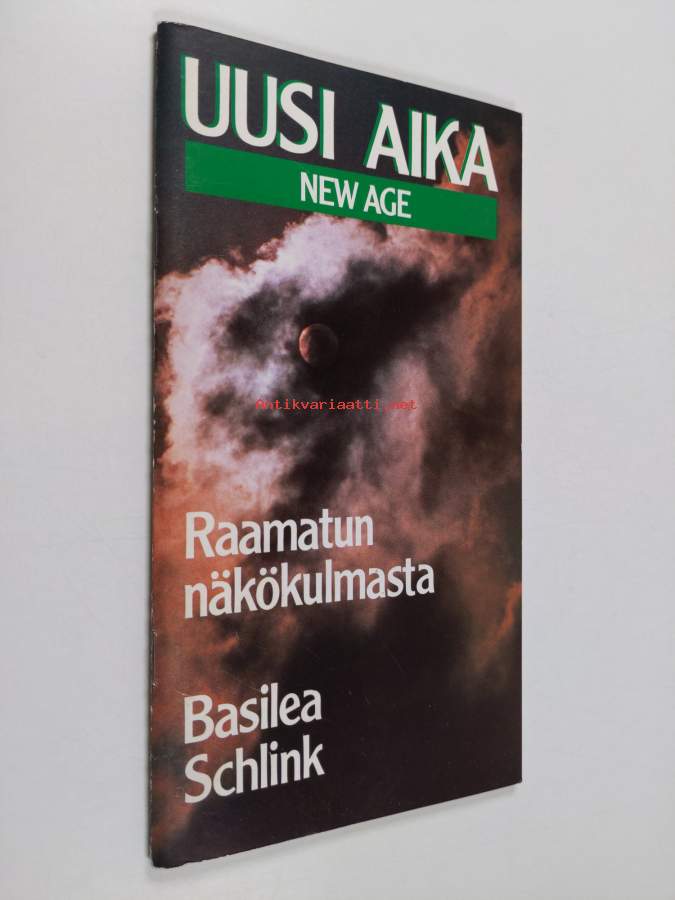 UUSI AIKA
NEW AGE
Antikvariaatti.net
Raamatun
näkökulmasta
Basilea
Schlink